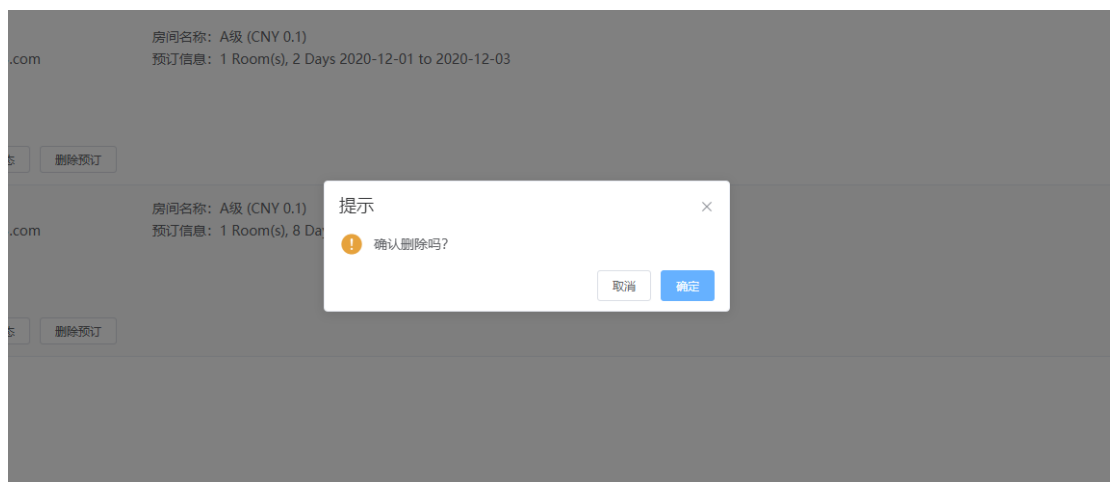 房间名称：A级 (CNY 0.1)
.com
预订信息：1 Room(s), 2 Days 2020-12-01 to 2020-12-03
态
删除预订
提示
房间名称：A级 (CNY 0.1)
.com
预订信息：1 Room(s), 8 Da
确认删除吗？
取消
确定
态
删除预订